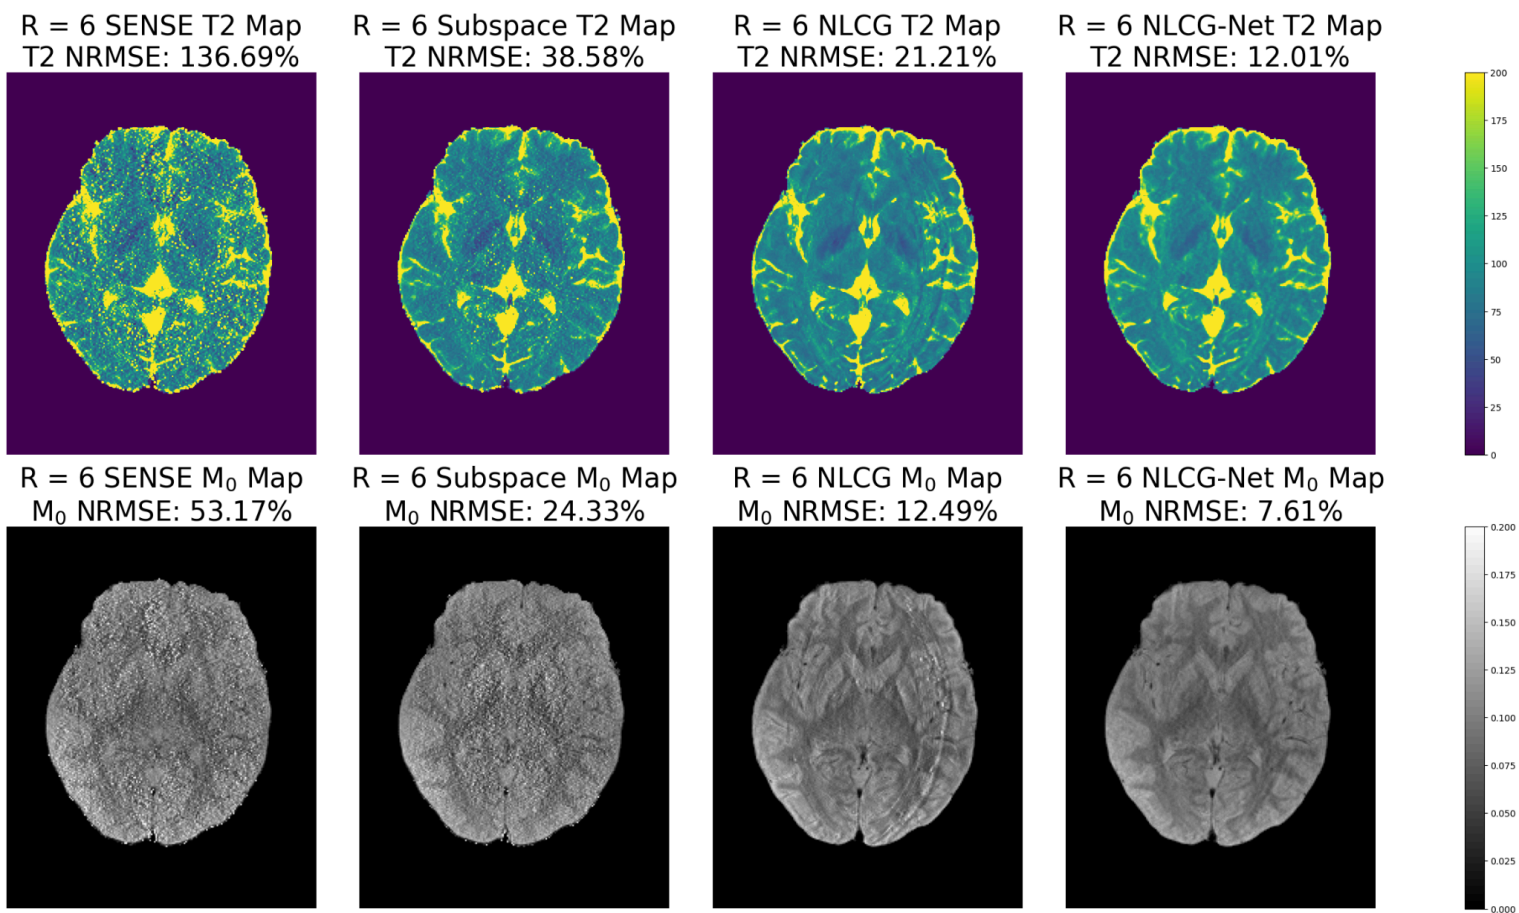 R = 6 SENSE T2 Map
T2 NRMSE: 136.69%
R = 6 Subspace T2 Map
T2 NRMSE: 38.58%
R = 6 NLCG T2 Map
T2 NRMSE: 21.21%
R = 6 NLCG-Net T2 Map
T2 NRMSE: 12.01%
200
175
150
125
100
75
50
25
0
R = 6 SENSE M₀ Map
M₀ NRMSE: 53.17%
R = 6 Subspace M₀ Map
M₀ NRMSE: 24.33%
R = 6 NLCG M₀ Map
M₀ NRMSE: 12.49%
R = 6 NLCG-Net M₀ Map
M₀ NRMSE: 7.61%
0.200
0.175
0.150
0.125
0.100
0.075
0.050
0.025
0.000